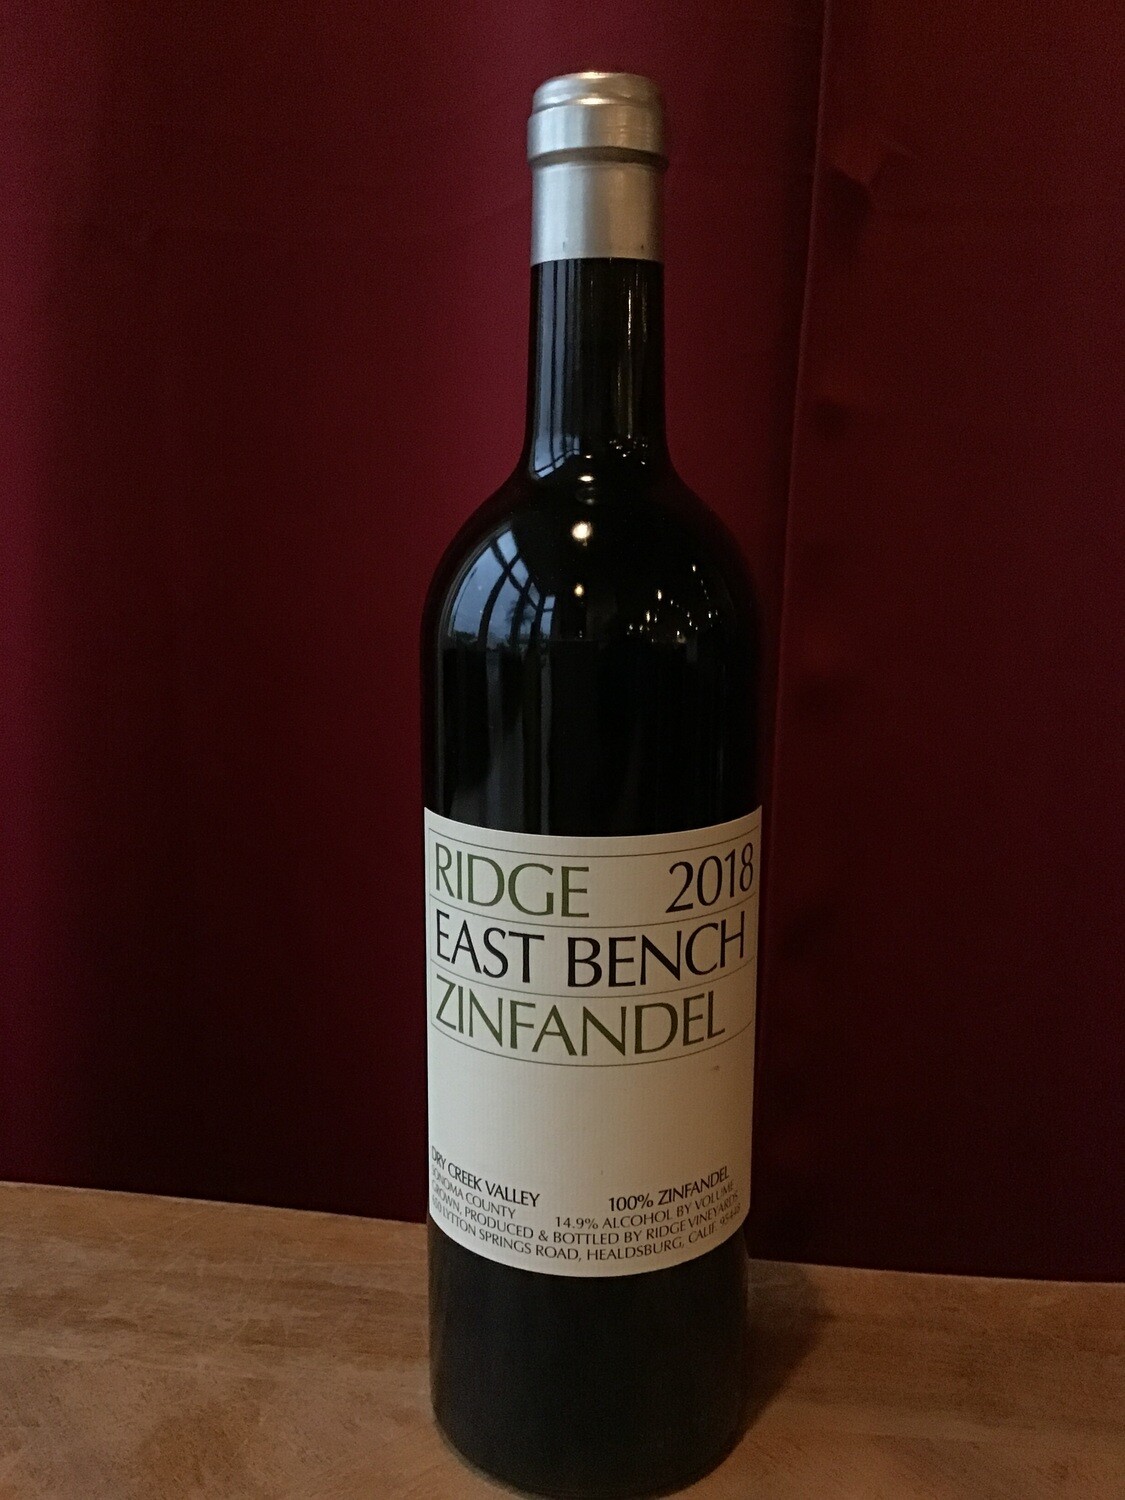 RIDGE 2018
EAST BENCH
ZINFANDEL
DRY CREEK VALLEY 100% ZINFANDEL
SONOMA COUNTY 14.9% ALCOHOL BY VOLUME
GROWN, PRODUCED & BOTTLED BY RIDGE VINEYARDS
LYTTON SPRINGS ROAD, HEALDSBURG, CALIF. 95448